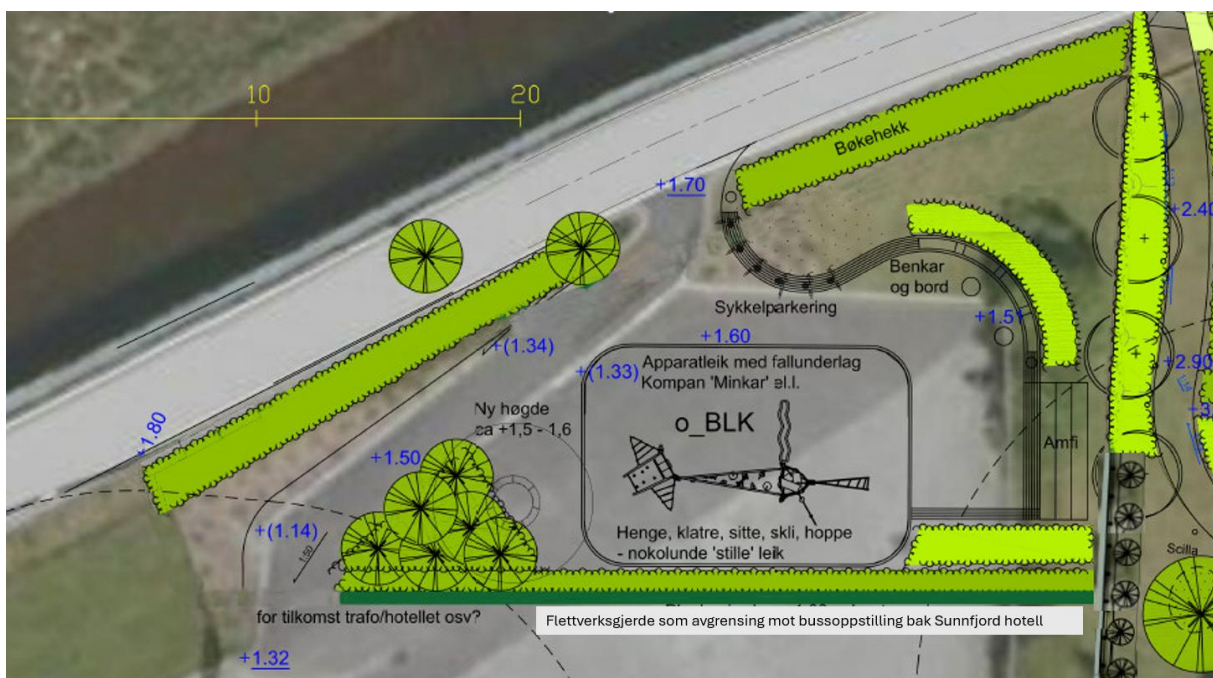 10
20
Bøkehekk
+1.70
+2.40
Benkar
og bord
Sykkelparkering
+1.51
+(1.34)
+1.60
+2.90
+(1.33)
Apparatleik med fallunderlag
Kompan 'Minkar' el.l.
o_BLK
Ny høgde
ca +1,5 - 1,6
+1.80
+1.50
Amfi
+(1.14)
1:50
Henge, klatre, sitte, skli, hoppe
- nokolunde 'stille' leik
Scilla
for tilkomst trafo/hotellet osv?
Flettverksgjerde som avgrensing mot bussoppstilling bak Sunnfjord hotell
+1.32